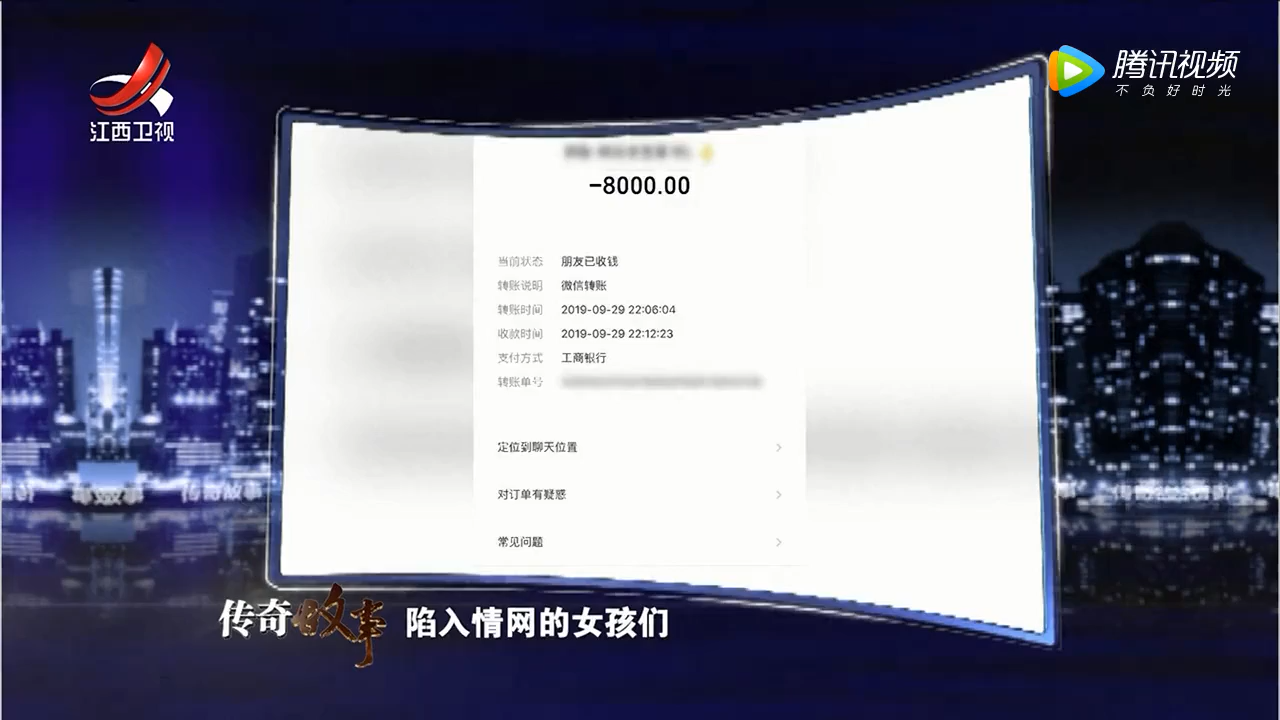 江西卫视
腾讯视频
不负好时光
-8000.00
当前状态 朋友已收钱
转账说明 微信转账
转账时间 2019-09-29 22:06:04
收款时间 2019-09-29 22:12:23
支付方式 工商银行
转账单号
定位到聊天位置
对订单有疑惑
常见问题
传奇故事 陷入情网的女孩们